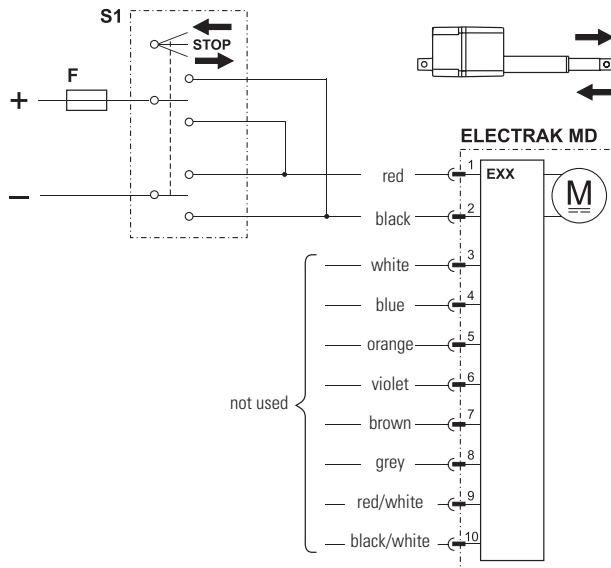 S1
STOP
F
+
–
ELECTRAK MD
EXX
M
red 1
black 2
white 3
blue 4
orange 5
violet 6
not used
brown 7
grey 8
red/white 9
black/white 10